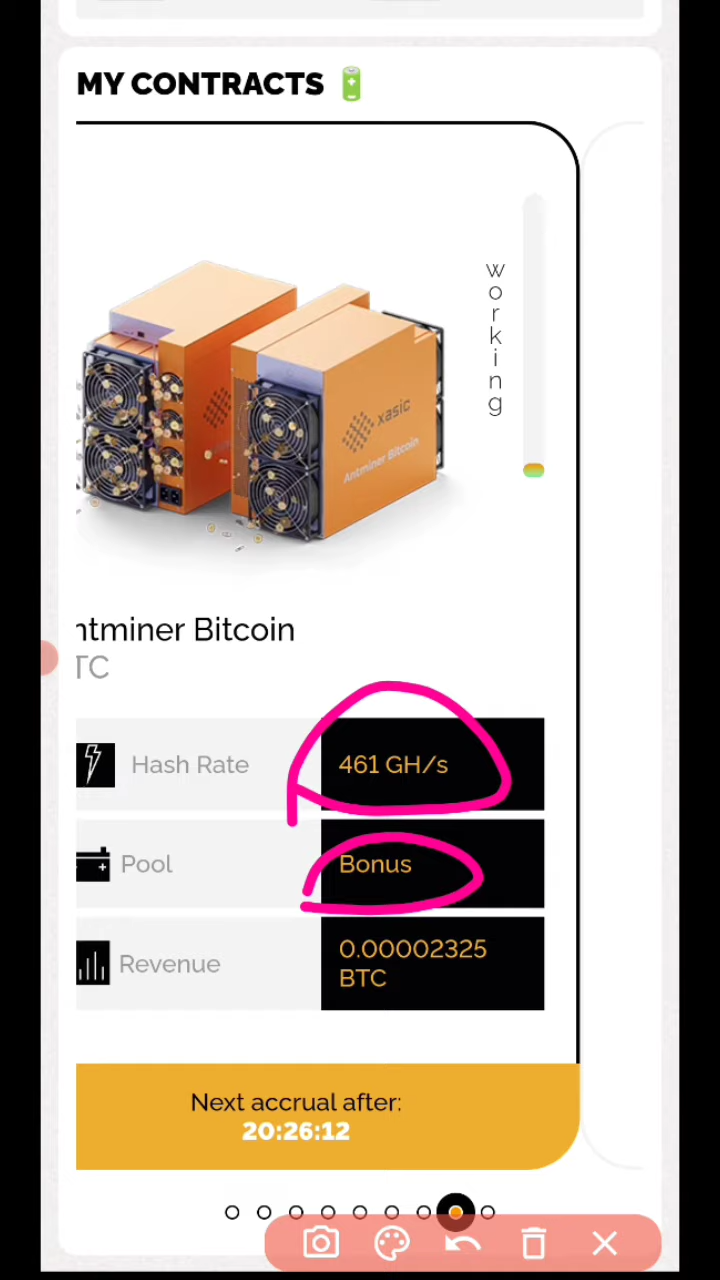 MY CONTRACTS
working
xasic
Antminer Bitcoin
ntminer Bitcoin
TC
Hash Rate
461 GH/s
Pool
Bonus
Revenue
0.00002325
BTC
Next accrual after:
20:26:12